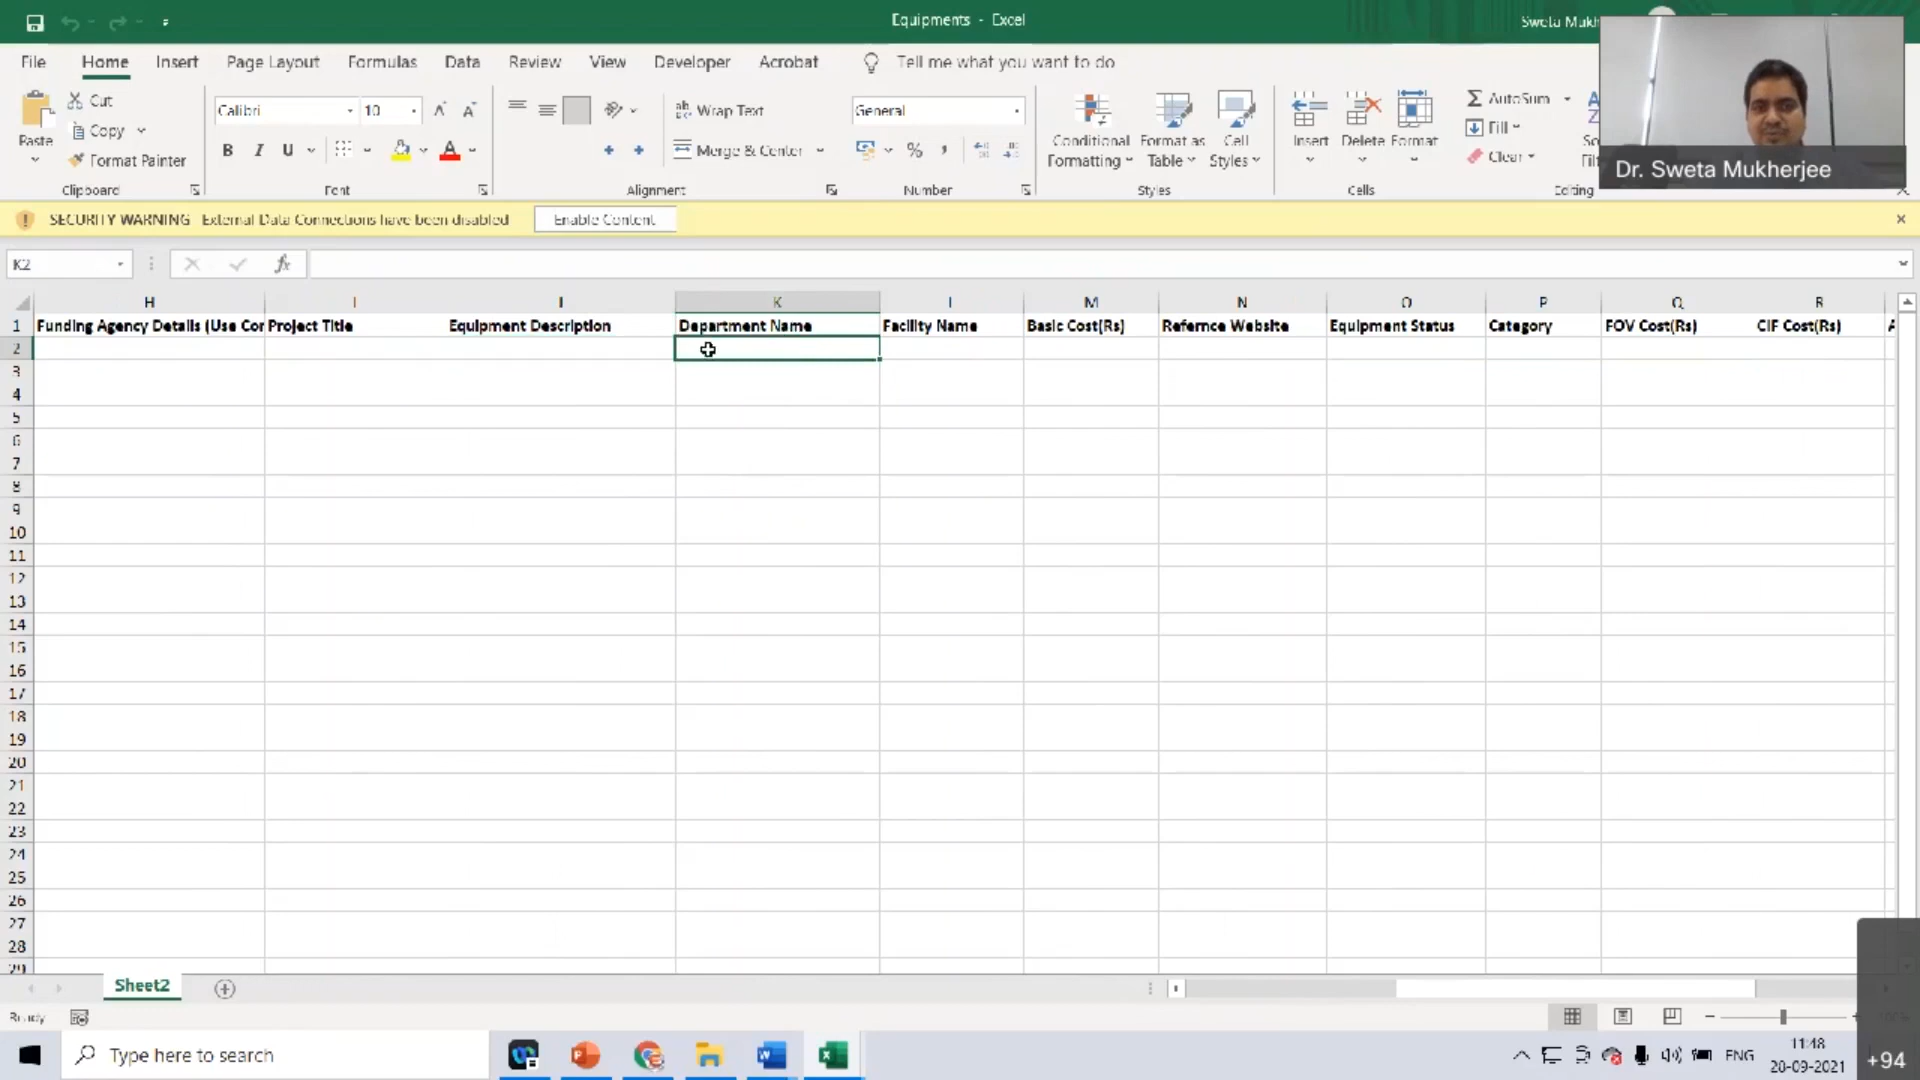 Equipments - Excel
Sweta Mukh
File Home Insert Page Layout Formulas Data Review View Developer Acrobat Tell me what you want to do
Paste
Cut
Copy
Format Painter
Clipboard
Calibri 10
B I U A
Font
Wrap Text
Merge & Center
Alignment
General
%
Number
Conditional Formatting
Format as Table
Cell Styles
Styles
Insert Delete Format
Cells
AutoSum
Fill
Clear
Editing
Dr. Sweta Mukherjee
SECURITY WARNING External Data Connections have been disabled Enable Content
K2 fx
H K M N O P Q R
1 Funding Agency Details (Use Cor Project Title Equipment Description Department Name Facility Name Basic Cost(Rs) Refernce Website Equipment Status Category FOV Cost(Rs) CIF Cost(Rs)
2
3
4
5
6
7
8
9
10
11
12
13
14
15
16
17
18
19
20
21
22
23
24
25
26
27
28
29
Sheet2
Ready
Type here to search
ENG
11:48
28-09-2021
+94